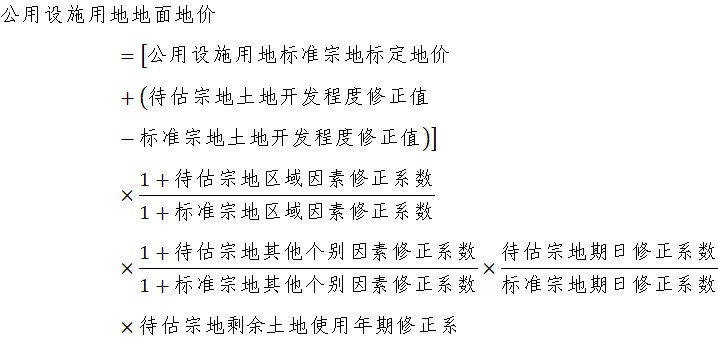 公用设施用地地面地价
=[公用设施用地标准宗地标定地价
+(待估宗地土地开发程度修正值
−标准宗地土地开发程度修正值)]
×(1+待估宗地区域因素修正系数)/(1+标准宗地区域因素修正系数)
×(1+待估宗地其他个别因素修正系数)/(1+标准宗地其他个别因素修正系数)×待估宗地期日修正系数/标准宗地期日修正系数
×待估宗地剩余土地使用年期修正系